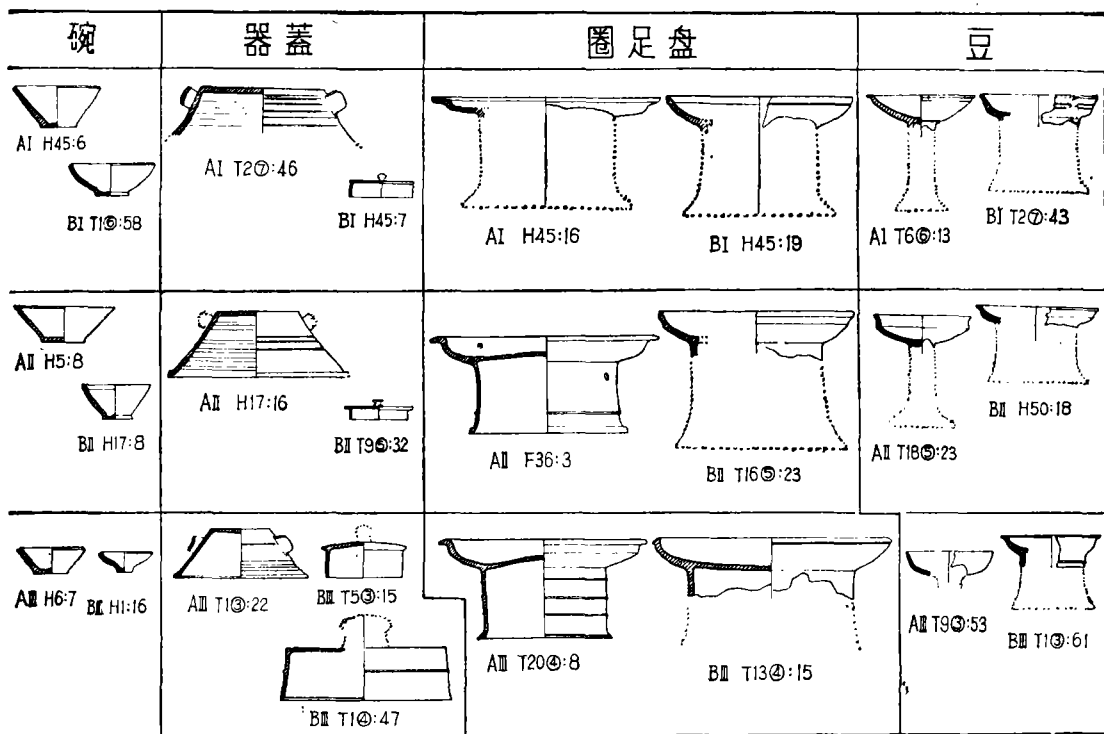 碗 器蓋 圈足盘 豆
AⅠ H45:6
BⅠ T1⑥:58
AⅠ T2⑦:46
BⅠ H45:7
AⅠ H45:16
BⅠ H45:19
AⅠ T6⑥:13
BⅠ T2⑦:43
AⅡ H5:8
BⅡ H17:8
AⅡ H17:16
BⅡ T9⑤:32
AⅡ F36:3
BⅡ T16⑤:23
AⅡ T18⑤:23
BⅡ H50:18
AⅢ H6:7
BⅢ H1:16
AⅢ T1③:22
BⅢ T5③:15
BⅢ T1④:47
AⅢ T20④:8
BⅢ T13④:15
AⅢ T9③:53
BⅢ T1③:61